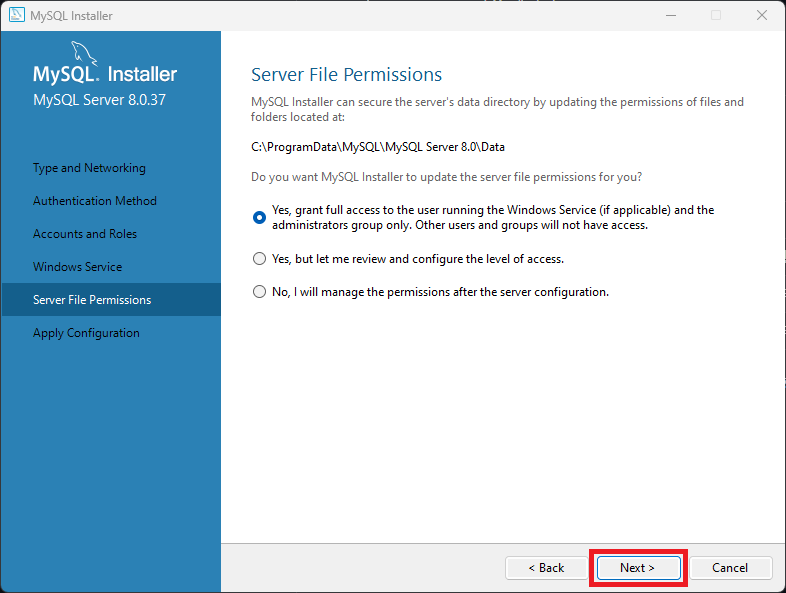 MySQL Installer
MySQL. Installer
MySQL Server 8.0.37
Type and Networking
Authentication Method
Accounts and Roles
Windows Service
Server File Permissions
Apply Configuration
Server File Permissions
MySQL Installer can secure the server's data directory by updating the permissions of files and
folders located at:
C:\ProgramData\MySQL\MySQL Server 8.0\Data
Do you want MySQL Installer to update the server file permissions for you?
Yes, grant full access to the user running the Windows Service (if applicable) and the
administrators group only. Other users and groups will not have access.
Yes, but let me review and configure the level of access.
No, I will manage the permissions after the server configuration.
< Back
Next >
Cancel